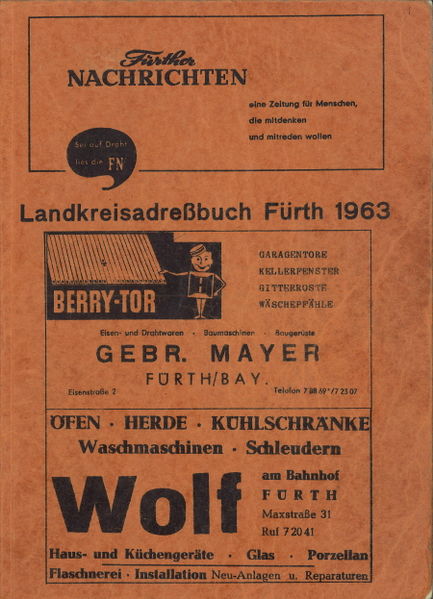 Fürther
NACHRICHTEN
eine Zeitung für Menschen,
die mitdenken
und mitreden wollen
Sei auf Draht
lies die FN
Landkreisadreßbuch Fürth 1963
BERRY-TOR
GARAGENTORE
KELLERFENSTER
GITTERROSTE
WÄSCHEPFÄHLE
Eisen- und Drahtwaren · Baumaschinen · Baugerüste
GEBR. MAYER
FÜRTH/BAY.
Eisenstraße 2 Telefon 7 88 69*/7 23 07
ÖFEN · HERDE · KÜHLSCHRÄNKE
Waschmaschinen · Schleudern
Wolf
am Bahnhof
FÜRTH
Maxstraße 31
Ruf 7 20 41
Haus- und Küchengeräte · Glas · Porzellan
Flaschnerei · Installation Neu-Anlagen u. Reparaturen